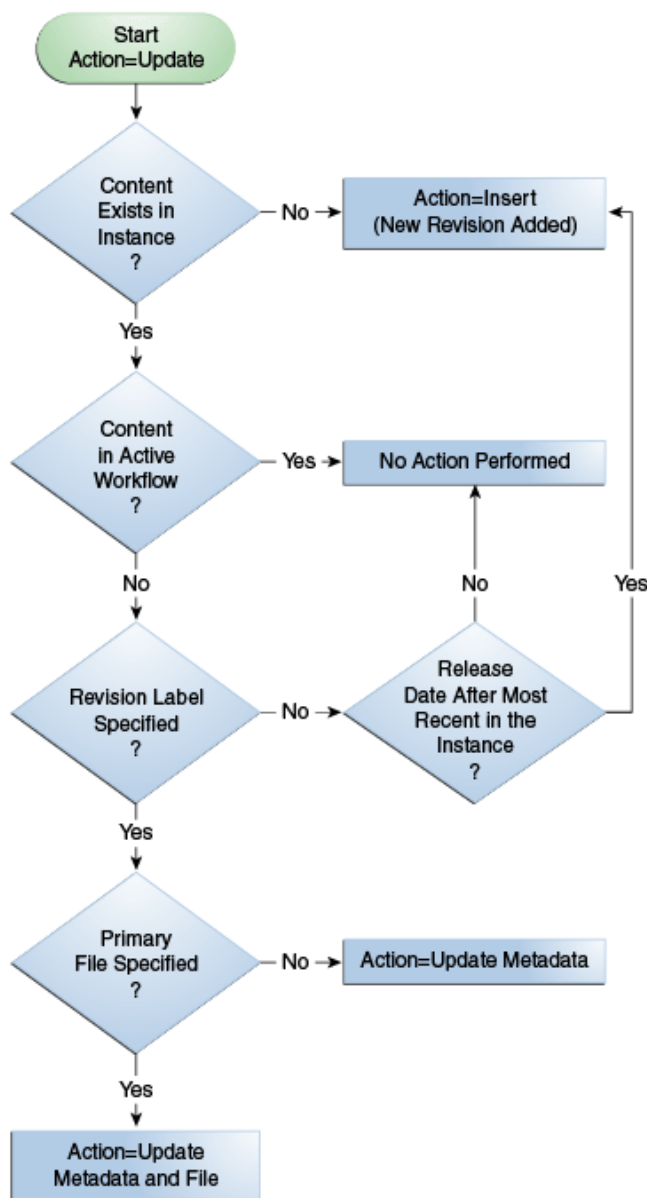 Start
Action=Update
Content
Exists in
Instance
?
No
Action=Insert
(New Revision Added)
Yes
Content
in Active
Workflow
?
Yes
No Action Performed
No
No
Yes
Revision Label
Specified
?
No
Release
Date After Most
Recent in the
Instance
?
Yes
Primary
File Specified
?
No
Action=Update Metadata
Yes
Action=Update
Metadata and File